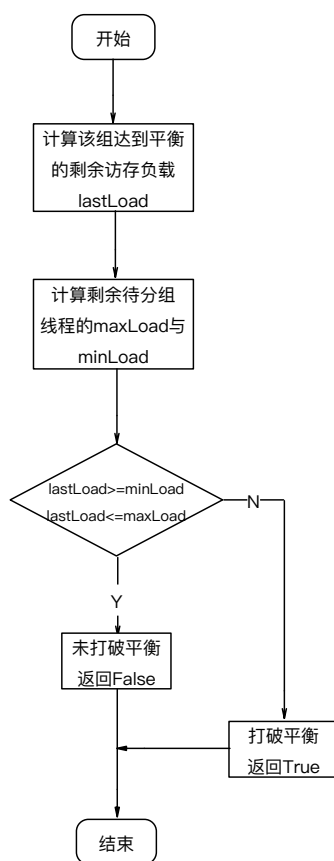 开始
计算该组达到平衡
的剩余访存负载
lastLoad
计算剩余待分组
线程的maxLoad与
minLoad
lastLoad>=minLoad
lastLoad<=maxLoad
N
Y
未打破平衡
返回False
打破平衡
返回True
结束